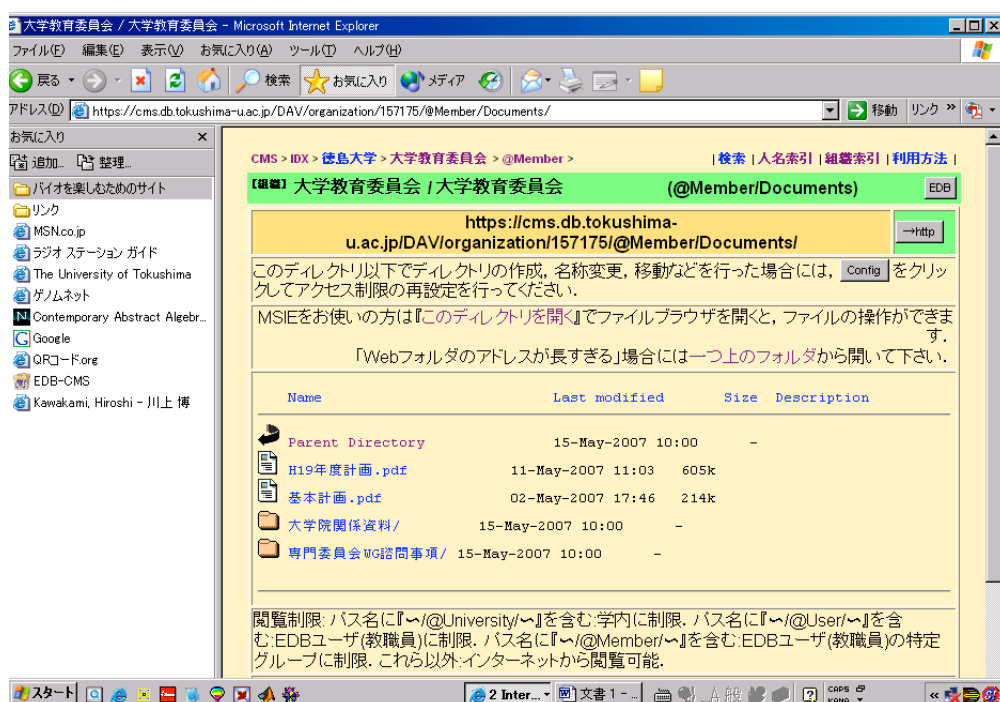 大学教育委員会 / 大学教育委員会 - Microsoft Internet Explorer
ファイル(F) 編集(E) 表示(V) お気に入り(A) ツール(T) ヘルプ(H)
戻る 検索 お気に入り メディア
アドレス(D) https://cms.db.tokushima-u.ac.jp/DAV/organization/157175/@Member/Documents/ 移動 リンク »
お気に入り ×
追加... 整理...
バイオを楽しむためのサイト
リンク
MSN.co.jp
ラジオ ステーション ガイド
The University of Tokushima
ゲノムネット
Contemporary Abstract Algebr...
Google
QRコード.org
EDB-CMS
Kawakami, Hiroshi - 川上 博
CMS > IDX > 徳島大学 > 大学教育委員会 > @Member > | 検索 | 人名索引 | 組織索引 | 利用方法 |
【組織】大学教育委員会 / 大学教育委員会 (@Member/Documents) EDB
https://cms.db.tokushima-
u.ac.jp/DAV/organization/157175/@Member/Documents/ →http
このディレクトリ以下でディレクトリの作成, 名称変更, 移動などを行った場合には, Config をクリッ
クしてアクセス制限の再設定を行ってください.
MSIEをお使いの方は『このディレクトリを開く』でファイルブラウザを開くと, ファイルの操作ができま
す.
「Webフォルダのアドレスが長すぎる」場合には一つ上のフォルダから開いて下さい.
Name Last modified Size Description
Parent Directory 15-May-2007 10:00 -
H19年度計画.pdf 11-May-2007 11:03 605k
基本計画.pdf 02-May-2007 17:46 214k
大学院関係資料/ 15-May-2007 10:00 -
専門委員会WG諮問事項/ 15-May-2007 10:00 -
閲覧制限: パス名に『〜/@University/〜』を含む:学内に制限. パス名に『〜/@User/〜』を含
む:EDBユーザ(教職員)に制限. パス名に『〜/@Member/〜』を含む:EDBユーザ(教職員)の特定
グループに制限. これら以外:インターネットから閲覧可能.
スタート 2 Inter... 文書 1 - ... A 般 CAPS KANA «